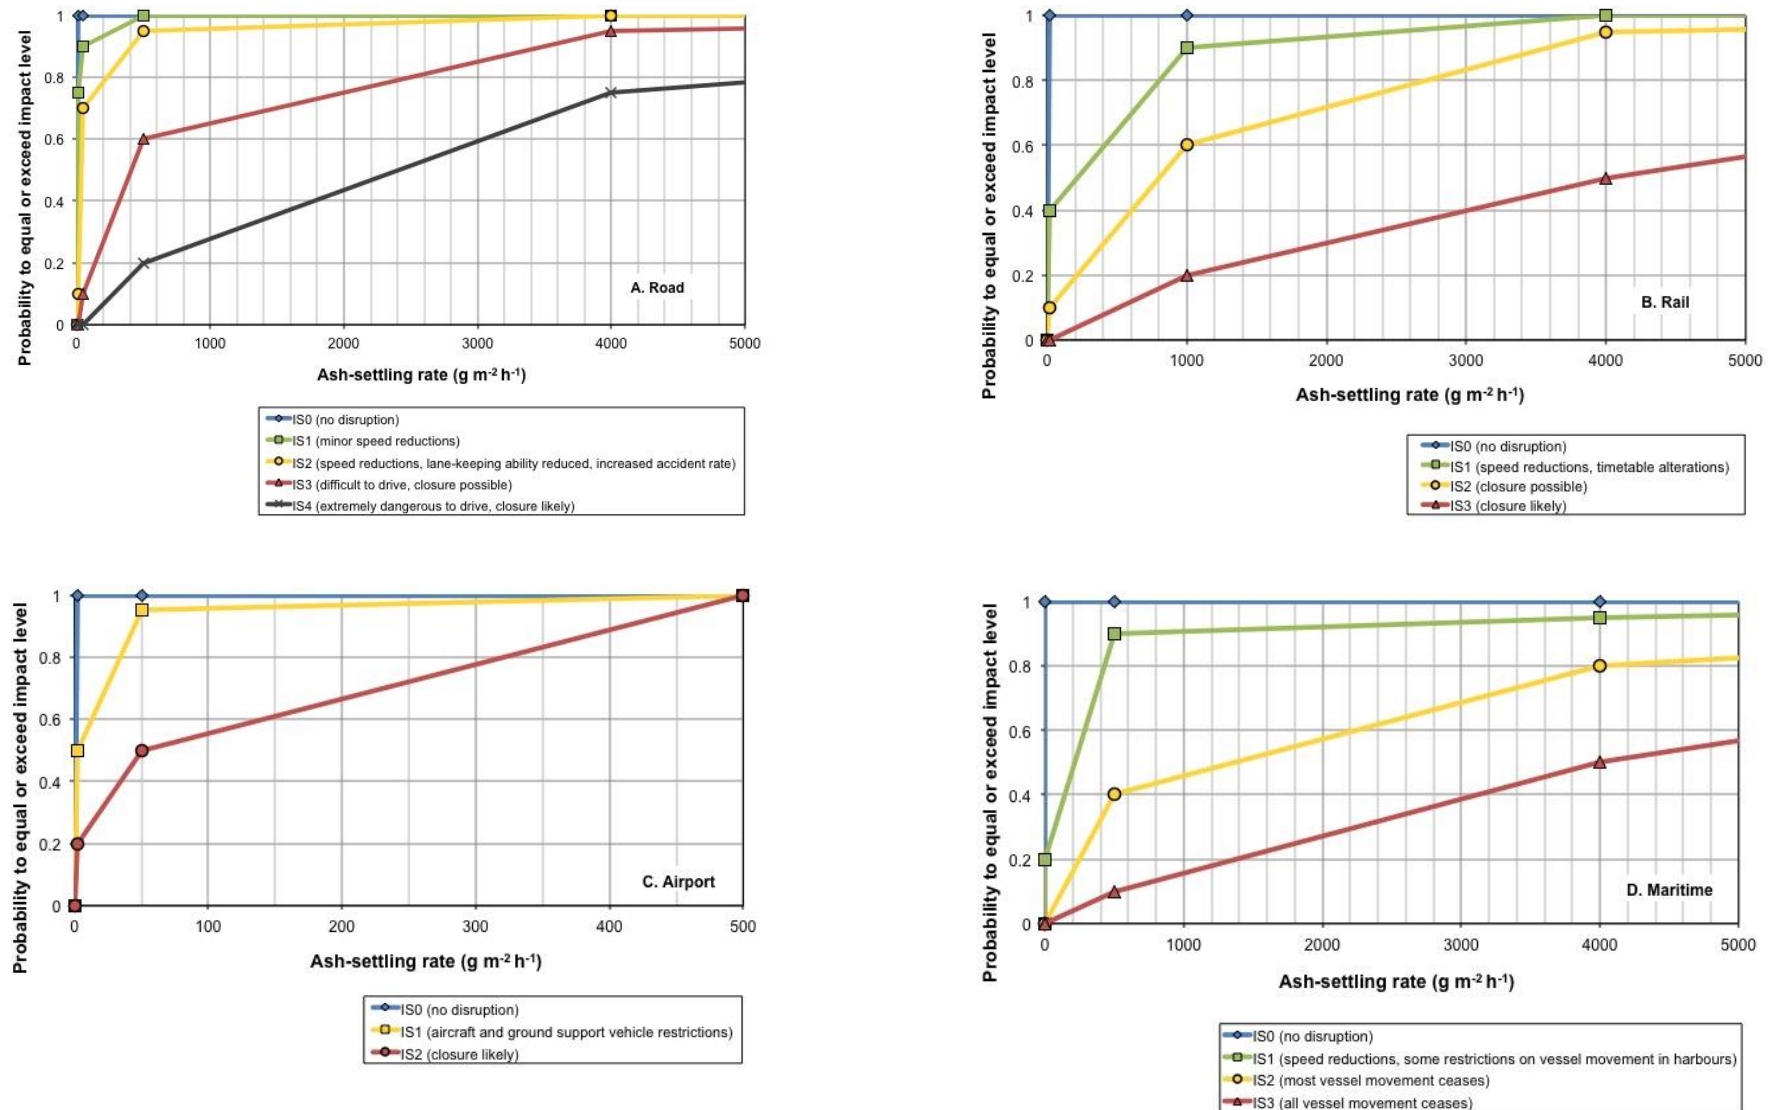 Probability to equal or exceed impact level
1
0.8
0.6
0.4
0.2
0
0 1000 2000 3000 4000 5000
A. Road
Ash-settling rate (g m-2 h-1)
IS0 (no disruption)
IS1 (minor speed reductions)
IS2 (speed reductions, lane-keeping ability reduced, increased accident rate)
IS3 (difficult to drive, closure possible)
IS4 (extremely dangerous to drive, closure likely)
Probability to equal or exceed impact level
1
0.8
0.6
0.4
0.2
0
0 1000 2000 3000 4000 5000
B. Rail
Ash-settling rate (g m-2 h-1)
IS0 (no disruption)
IS1 (speed reductions, timetable alterations)
IS2 (closure possible)
IS3 (closure likely)
Probability to equal or exceed impact level
1
0.8
0.6
0.4
0.2
0
0 100 200 300 400 500
C. Airport
Ash-settling rate (g m-2 h-1)
IS0 (no disruption)
IS1 (aircraft and ground support vehicle restrictions)
IS2 (closure likely)
Probability to equal or exceed impact level
1
0.8
0.6
0.4
0.2
0
0 1000 2000 3000 4000 5000
D. Maritime
Ash-settling rate (g m-2 h-1)
IS0 (no disruption)
IS1 (speed reductions, some restrictions on vessel movement in harbours)
IS2 (most vessel movement ceases)
IS3 (all vessel movement ceases)